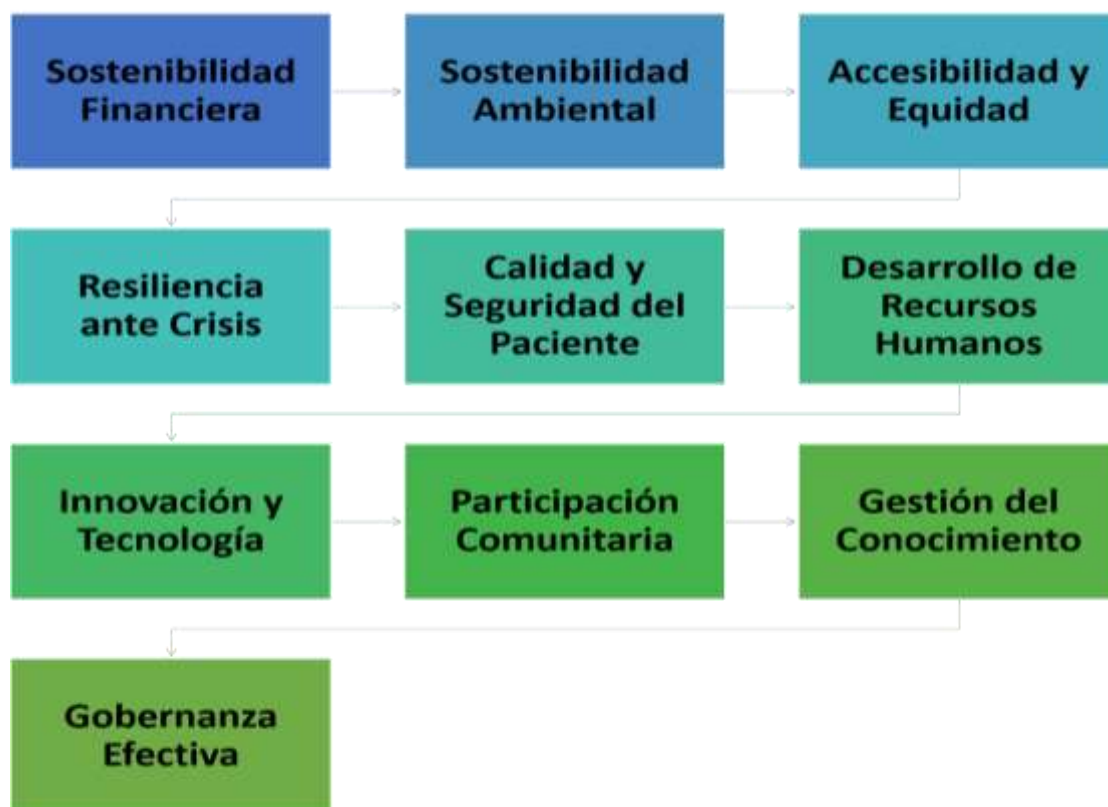 Sostenibilidad
Financiera
Sostenibilidad
Ambiental
Accesibilidad y
Equidad
Resiliencia
ante Crisis
Calidad y
Seguridad del
Paciente
Desarrollo de
Recursos
Humanos
Innovación y
Tecnología
Participación
Comunitaria
Gestión del
Conocimiento
Gobernanza
Efectiva